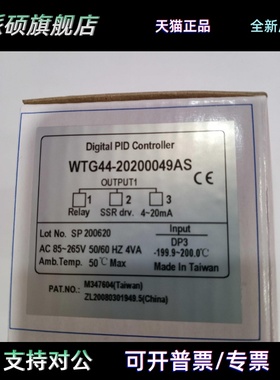 硕旗舰店
天猫正品
Digital PID Controller
WTG44-20200049AS
OUTPUT1
1 2 3
Relay SSR drv. 4~20mA
CE
Lot No. SP 200620
AC 85~265V 50/60 HZ 4VA
Amb.Temp. 50℃ Max
Input
DP3
-199.9~200.0℃
Made In Taiwan
PAT.NO.: M347604(Taiwan)
ZL20080301949.5(China)
支持对公
可开普票/专票